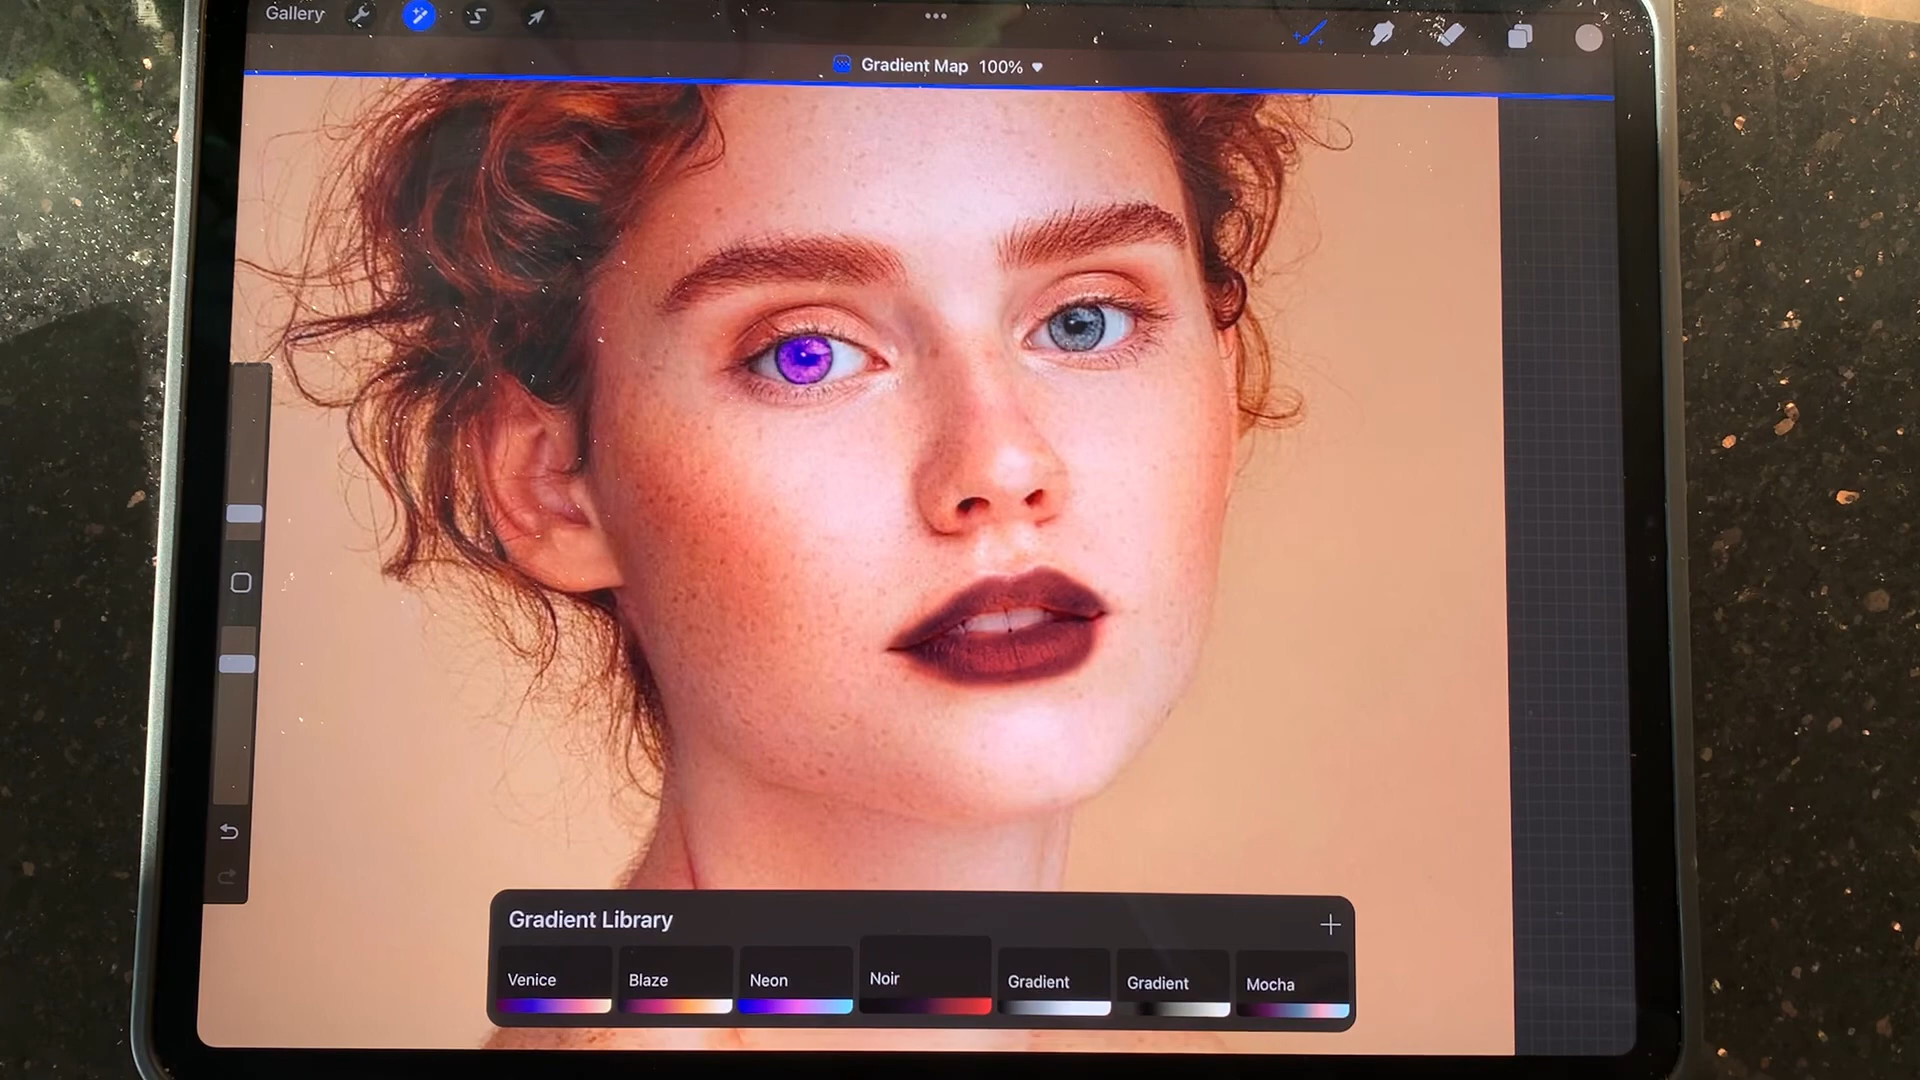 Gallery
Gradient Map 100%
Gradient Library
Venice
Blaze
Neon
Noir
Gradient
Gradient
Mocha